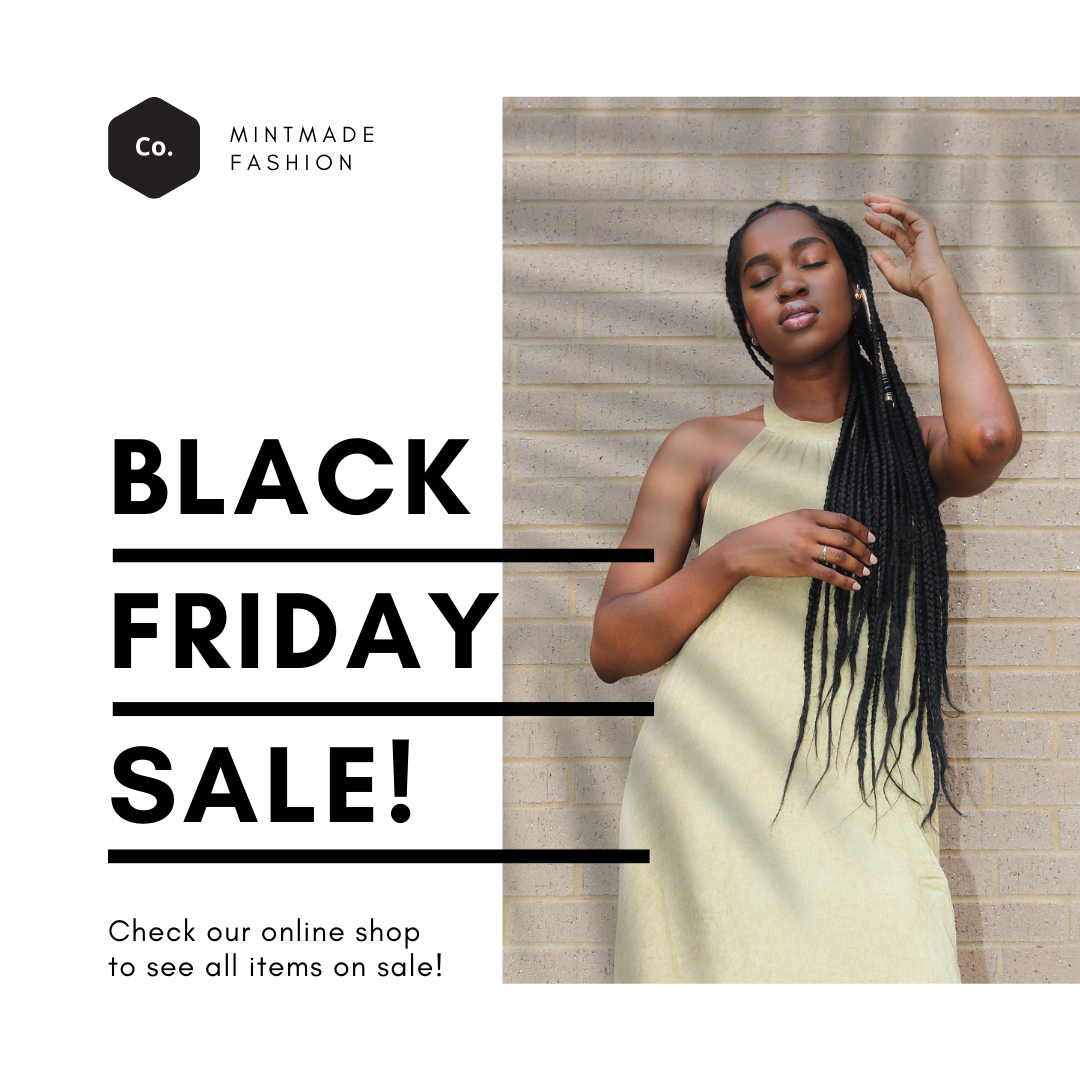 Co.
MINTMADE
FASHION
BLACK
FRIDAY
SALE!
Check our online shop
to see all items on sale!